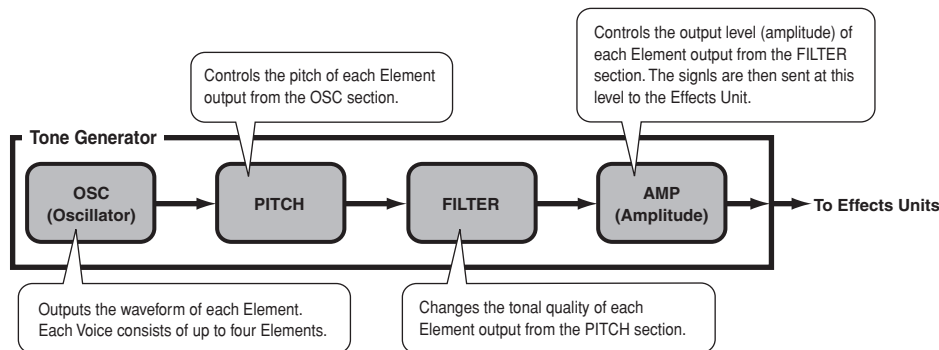 Controls the output level (amplitude) of
each Element output from the FILTER
section. The signls are then sent at this
level to the Effects Unit.
Controls the pitch of each Element
output from the OSC section.
Tone Generator
OSC
(Oscillator)
PITCH
FILTER
AMP
(Amplitude)
To Effects Units
Outputs the waveform of each Element.
Each Voice consists of up to four Elements.
Changes the tonal quality of each
Element output from the PITCH section.